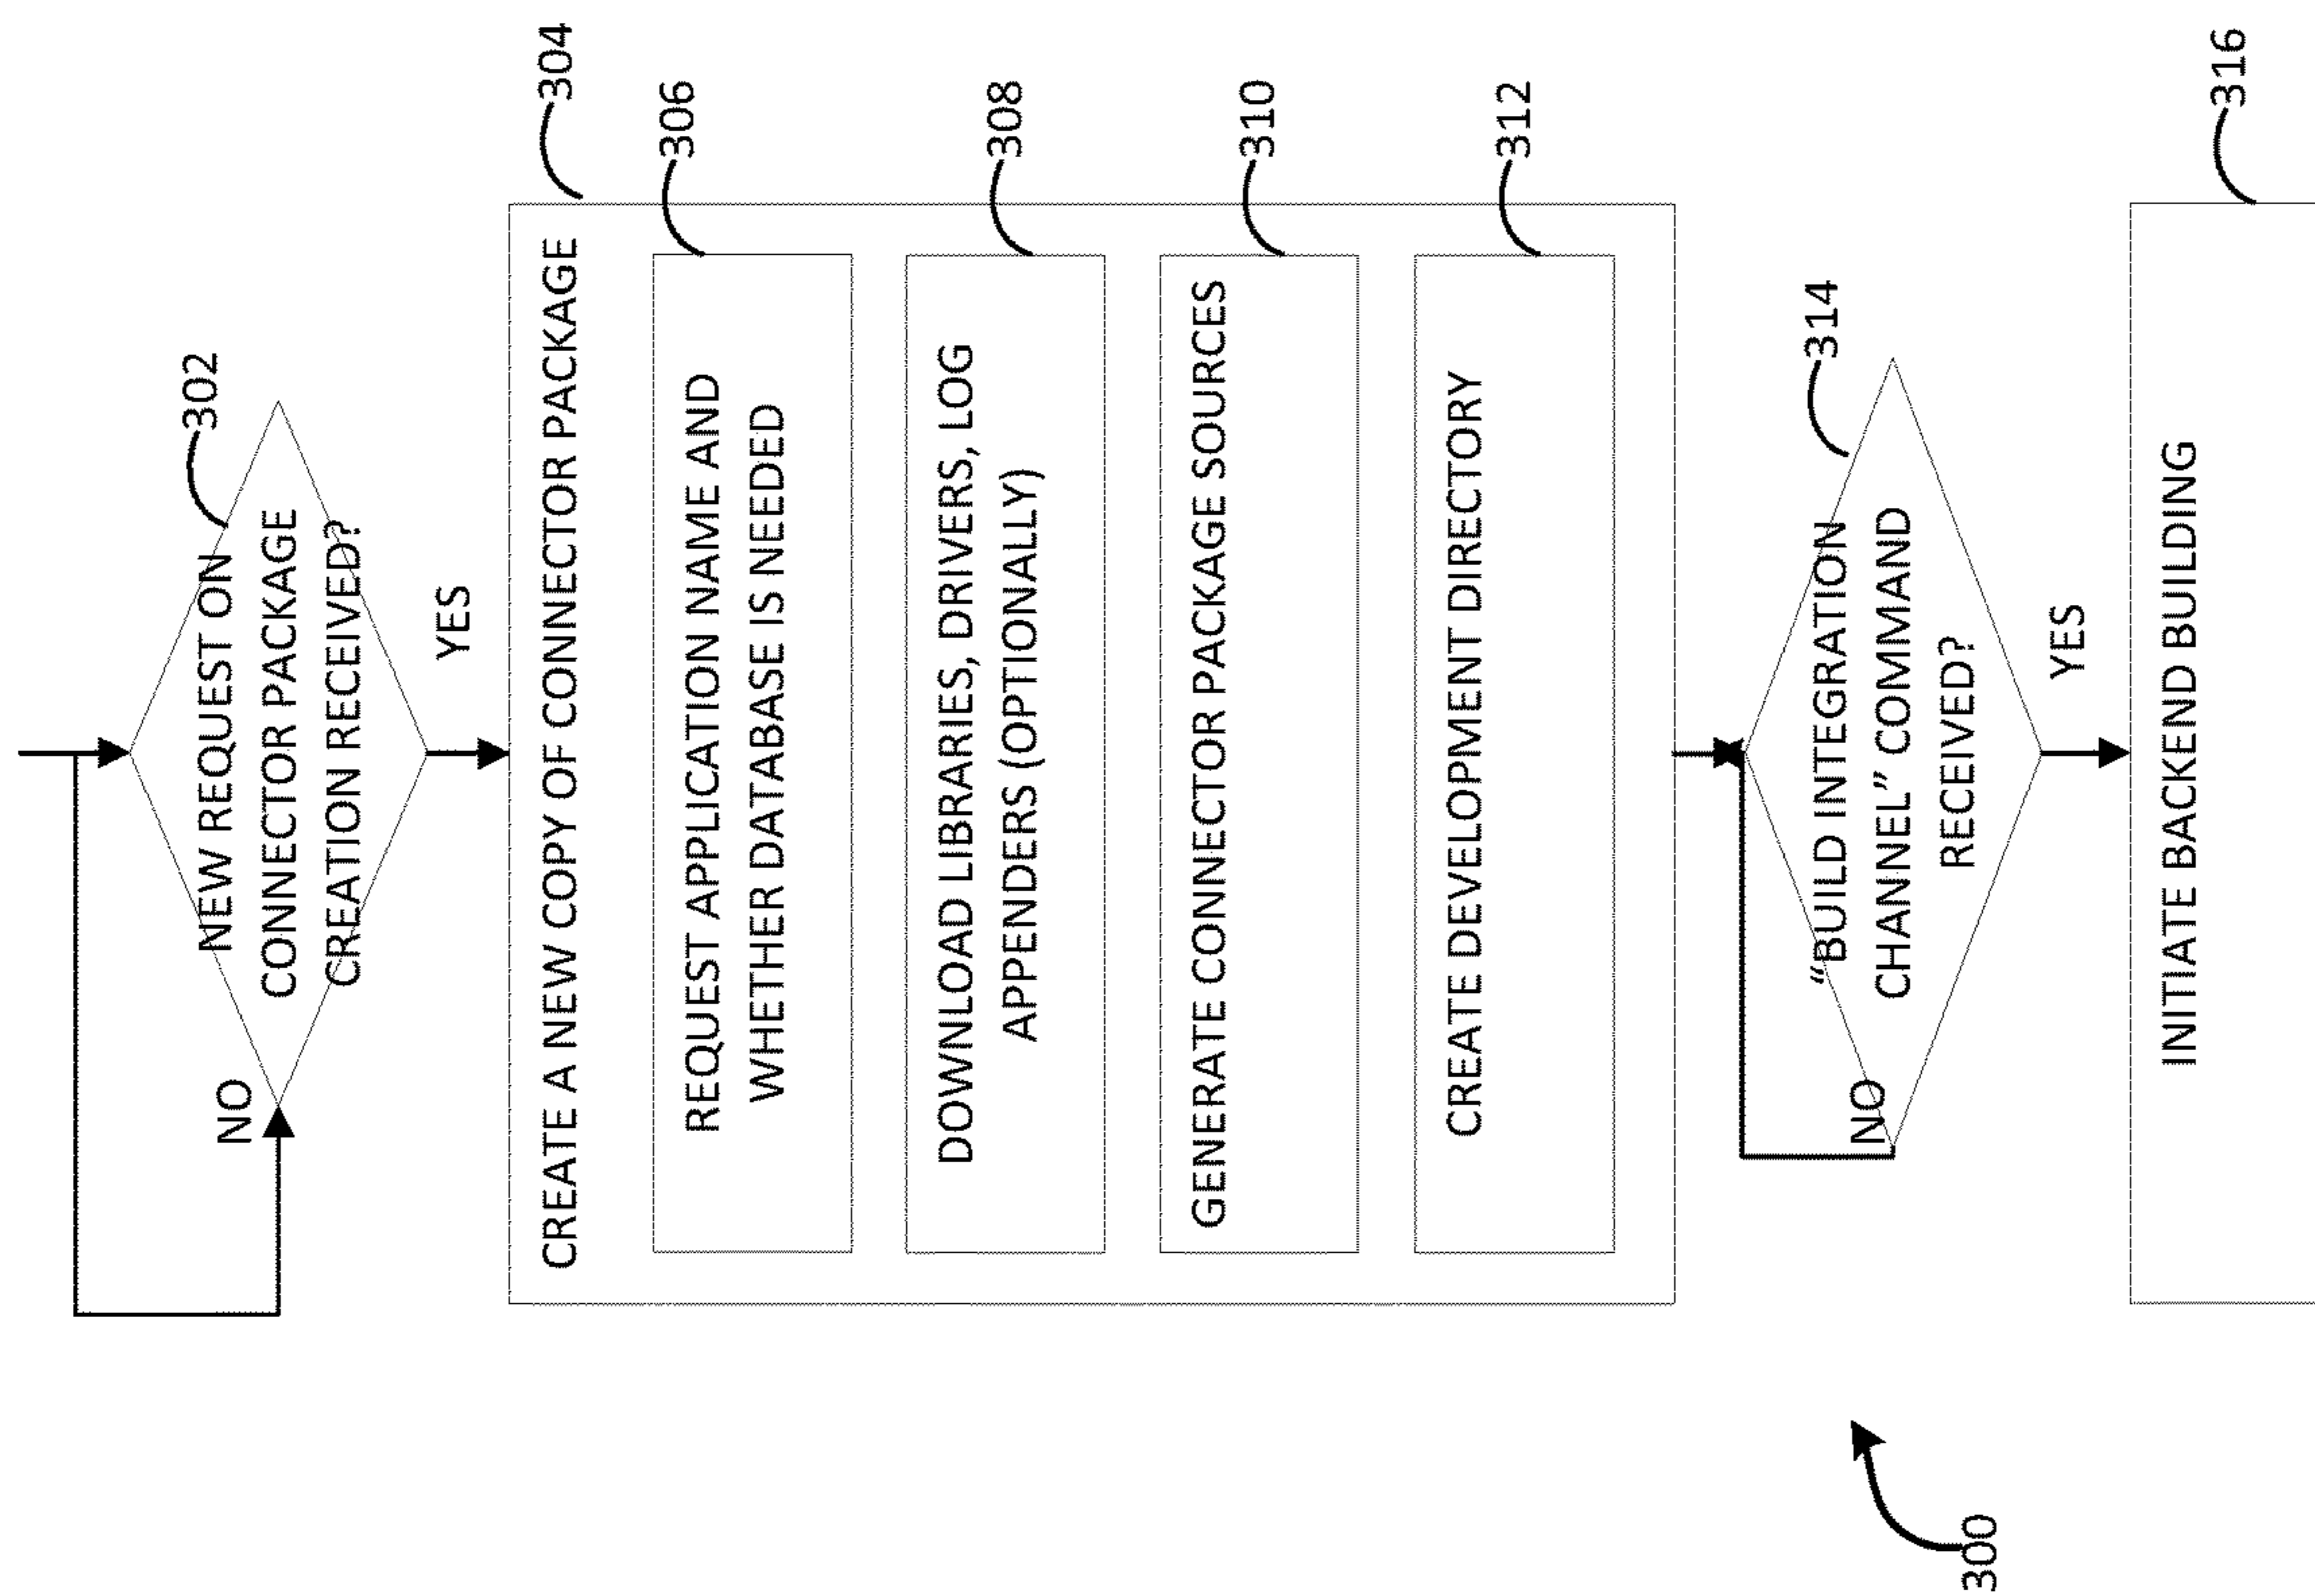 302
NEW REQUEST ON
CONNECTOR PACKAGE
CREATION RECEIVED?
NO
YES
304
CREATE A NEW COPY OF CONNECTOR PACKAGE
306
REQUEST APPLICATION NAME AND
WHETHER DATABASE IS NEEDED
308
DOWNLOAD LIBRARIES, DRIVERS, LOG
APPENDERS (OPTIONALLY)
310
GENERATE CONNECTOR PACKAGE SOURCES
312
CREATE DEVELOPMENT DIRECTORY
314
“BUILD INTEGRATION
CHANNEL” COMMAND
RECEIVED?
NO
YES
300
316
INITIATE BACKEND BUILDING